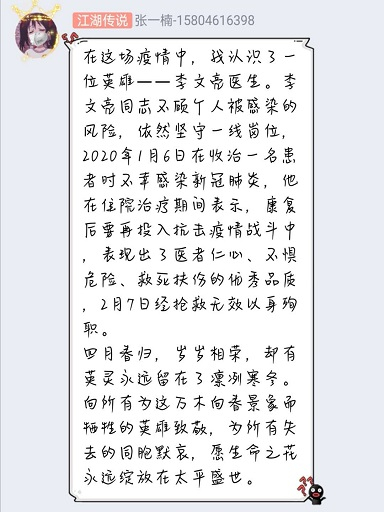 江湖传说 张一楠-15804616398
在这场疫情中，我认识了一
位英雄——李文亮医生。李
文亮同志不顾个人被感染的
风险，依然坚守一线岗位，
2020年1月6日在收治一名患
者时不幸感染新冠肺炎，他
在住院治疗期间表示，康复
后要再投入抗击疫情战斗中
，表现出了医者仁心、不惧
危险、救死扶伤的优秀品质
，2月7日经抢救无效以身殉
职。
四月春归，岁岁相荣，却有
英灵永远留在了凛冽寒冬。
向所有为这万木向春景象而
牺牲的英雄致敬，为所有失
去的同胞默哀，愿生命之花
永远绽放在太平盛世。